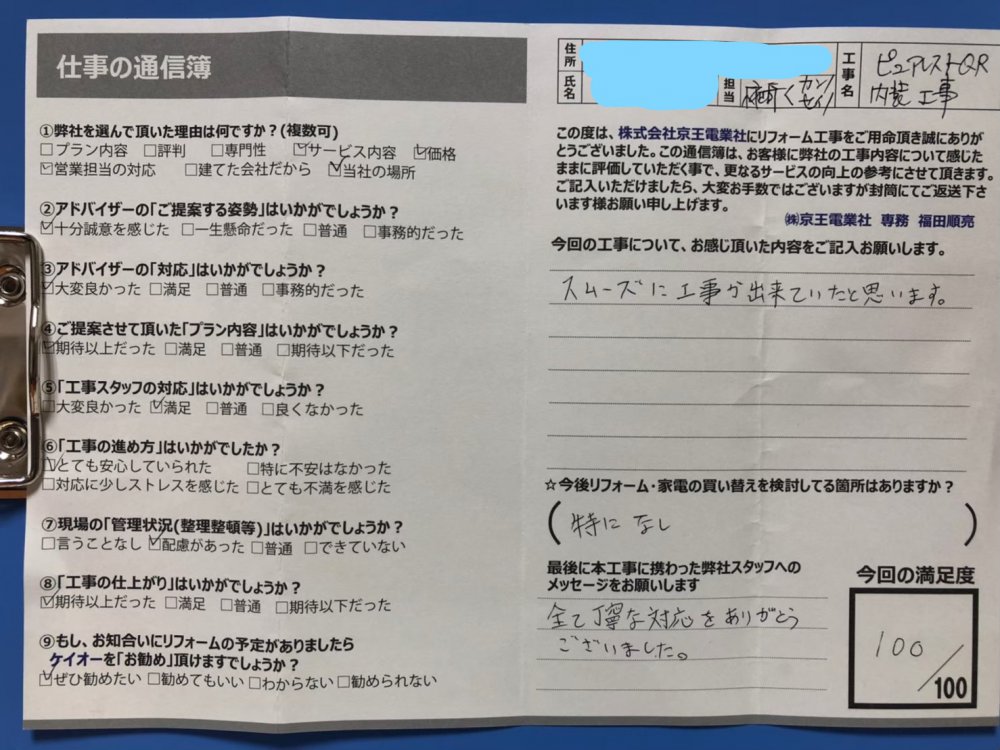 仕事の通信簿
①弊社を選んで頂いた理由は何ですか?(複数可)
□プラン内容 □評判 □専門性 ☑サービス内容 ☑価格
☑営業担当の対応 □建てた会社だから ☑当社の場所
②アドバイザーの「ご提案する姿勢」はいかがでしょうか?
☑十分誠意を感じた □一生懸命だった □普通 □事務的だった
③アドバイザーの「対応」はいかがでしょうか?
☑大変良かった □満足 □普通 □事務的だった
④ご提案させて頂いた「プラン内容」はいかがでしょうか?
☑期待以上だった □満足 □普通 □期待以下だった
⑤「工事スタッフの対応」はいかがでしょうか?
□大変良かった ☑満足 □普通 □良くなかった
⑥「工事の進め方」はいかがでしたか?
☑とても安心していられた □特に不安はなかった
□対応に少しストレスを感じた □とても不満を感じた
⑦現場の「管理状況(整理整頓等)」はいかがでしょうか?
□言うことなし ☑配慮があった □普通 □できていない
⑧「工事の仕上がり」はいかがでしょうか?
☑期待以上だった □満足 □普通 □期待以下だった
⑨もし、お知合いにリフォームの予定がありましたら
ケイオーを「お勧め」頂けますでしょうか?
☑ぜひ勧めたい □勧めてもいい □わからない □勧められない
住所
氏名
担当
カンセイ
工事名
ピュアレストQR
内装工事
この度は、株式会社京王電業社にリフォーム工事をご用命頂き誠にありが
とうございました。この通信簿は、お客様に弊社の工事内容について感じた
ままに評価していただく事で、更なるサービスの向上の参考にさせて頂きます。
ご記入いただけましたら、大変お手数ではございますが封筒にてご返送下さ
います様お願い申し上げます。
㈱京王電業社 専務 福田順亮
今回の工事について、お感じ頂いた内容をご記入お願いします。
スムーズに工事が出来ていたと思います。
☆今後リフォーム・家電の買い替えを検討してる箇所はありますか?
(特になし)
最後に本工事に携わった弊社スタッフへの
メッセージをお願いします
全て丁寧な対応をありがとう
ございました。
今回の満足度
100/100